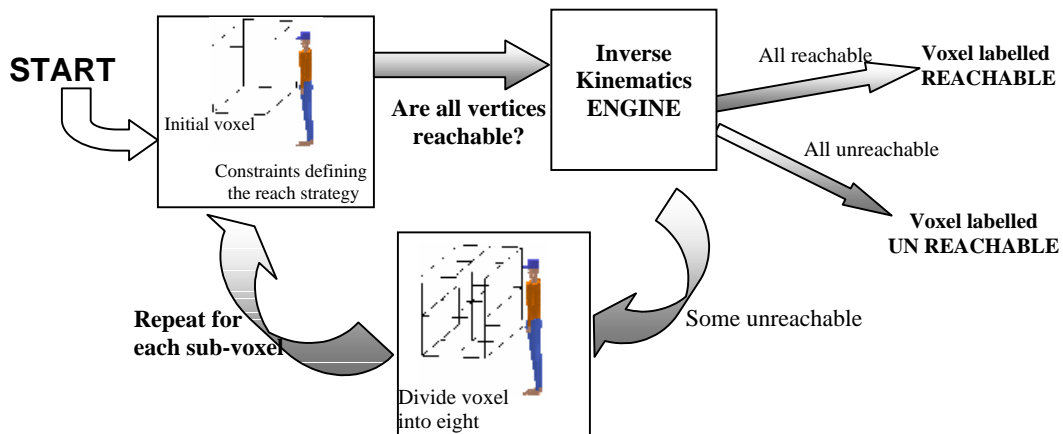 START
Initial voxel
Constraints defining
the reach strategy
Are all vertices
reachable?
Inverse
Kinematics
ENGINE
All reachable
Voxel labelled
REACHABLE
All unreachable
Voxel labelled
UN REACHABLE
Some unreachable
Divide voxel
into eight
Repeat for
each sub-voxel